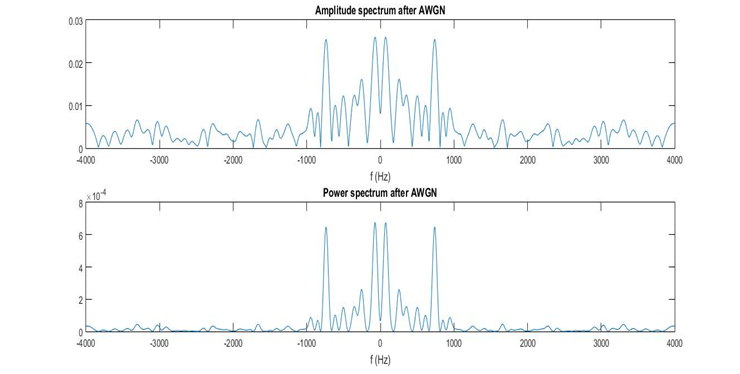 Amplitude spectrum after AWGN
0.03
0.02
0.01
0
-4000 -3000 -2000 -1000 0 1000 2000 3000 4000
f (Hz)
Power spectrum after AWGN
×10^-4
8
6
4
2
0
-4000 -3000 -2000 -1000 0 1000 2000 3000 4000
f (Hz)